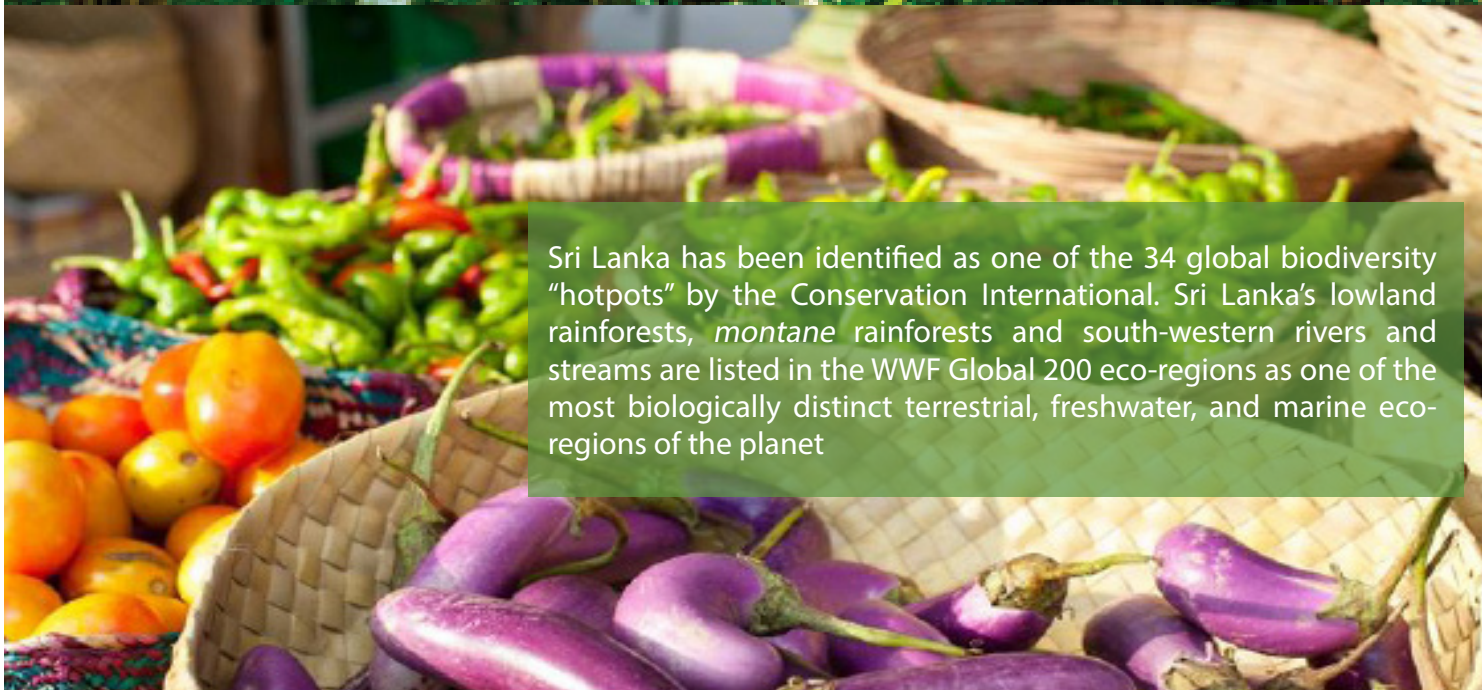 Sri Lanka has been identified as one of the 34 global biodiversity
“hotpots” by the Conservation International. Sri Lanka’s lowland
rainforests, montane rainforests and south-western rivers and
streams are listed in the WWF Global 200 eco-regions as one of the
most biologically distinct terrestrial, freshwater, and marine eco-
regions of the planet